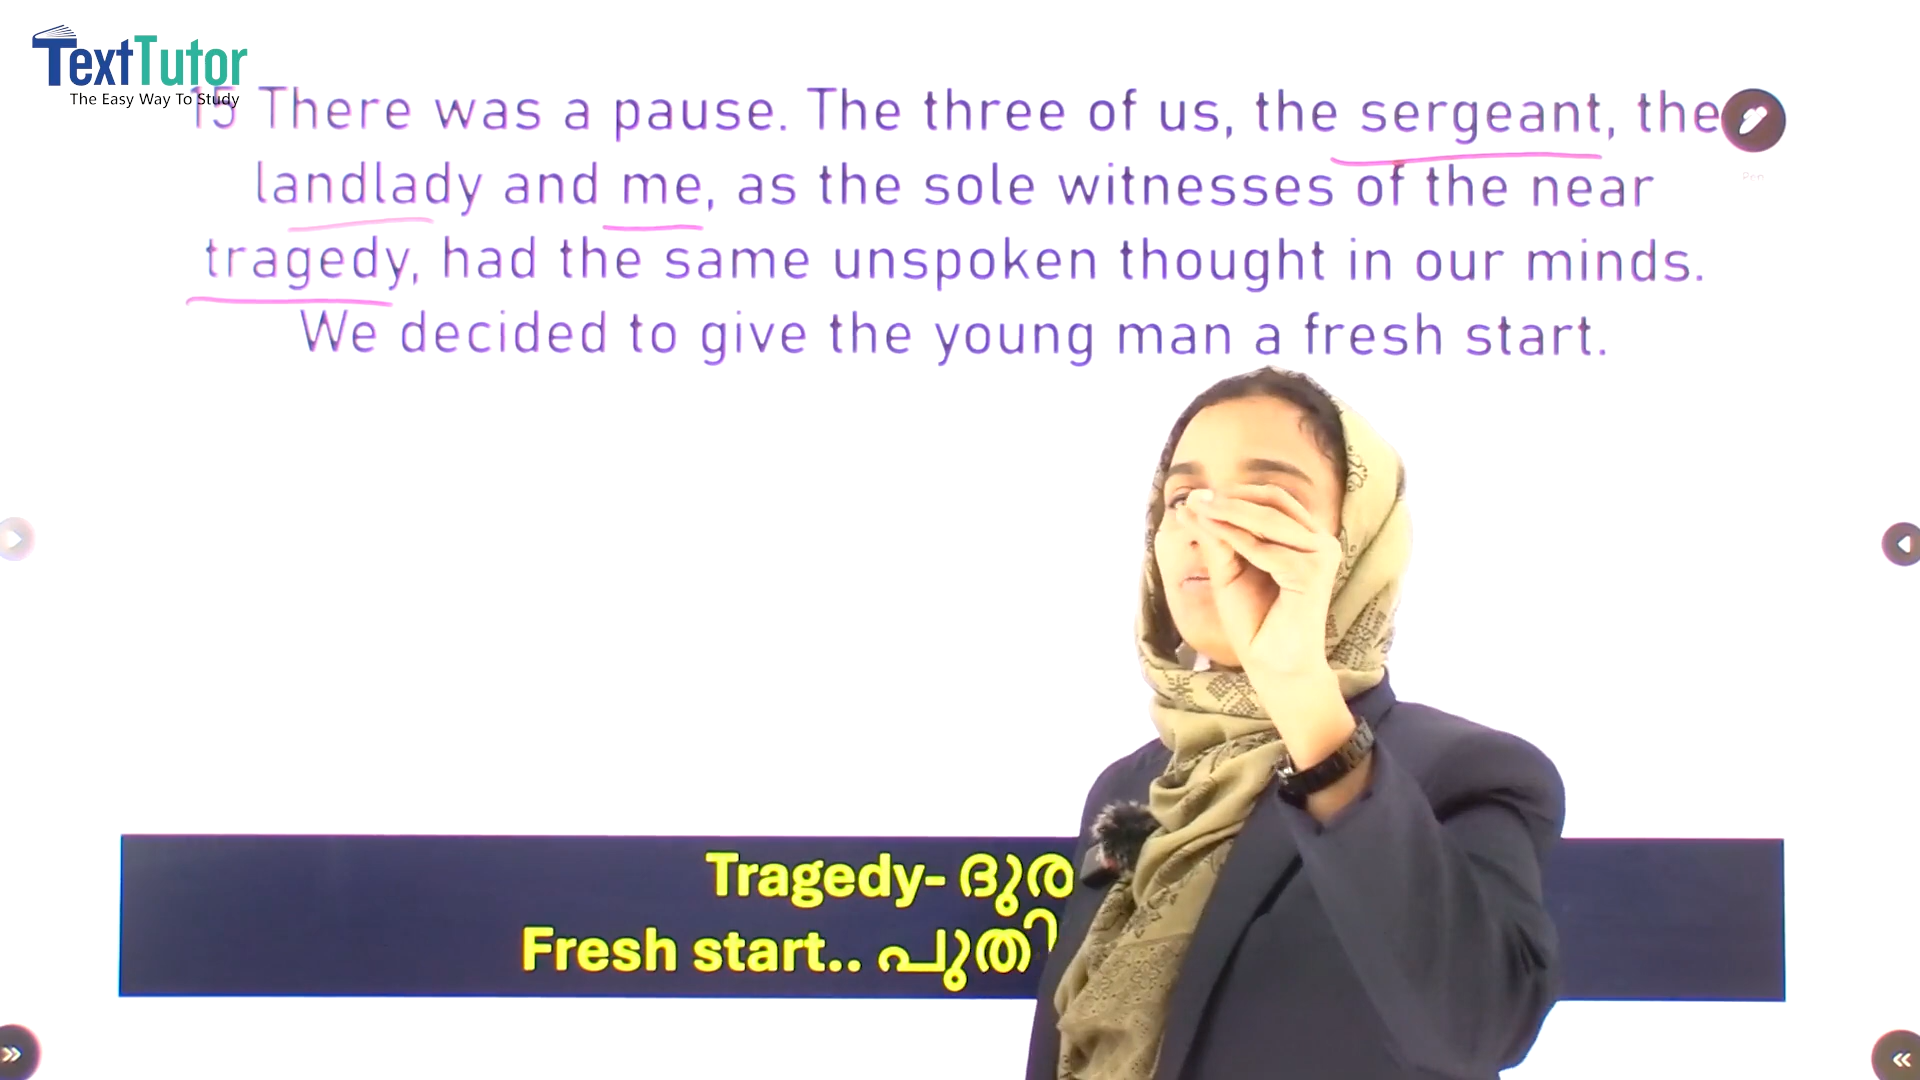 TextTutor
The Easy Way To Study
15 There was a pause. The three of us, the sergeant, the
landlady and me, as the sole witnesses of the near
tragedy, had the same unspoken thought in our minds.
We decided to give the young man a fresh start.
Pen
Tragedy-
Fresh start..